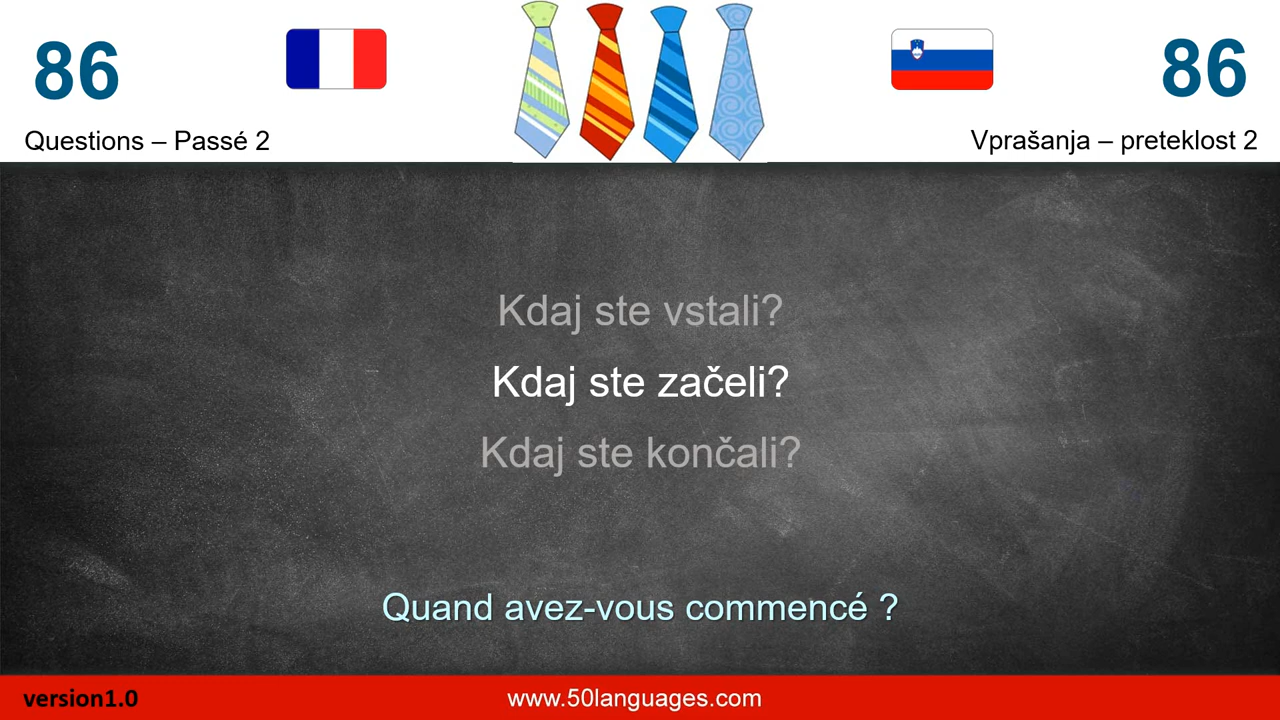 86
86
Questions – Passé 2
Vprašanja – preteklost 2
Kdaj ste vstali?
Kdaj ste začeli?
Kdaj ste končali?
Quand avez-vous commencé ?
version1.0
www.50languages.com